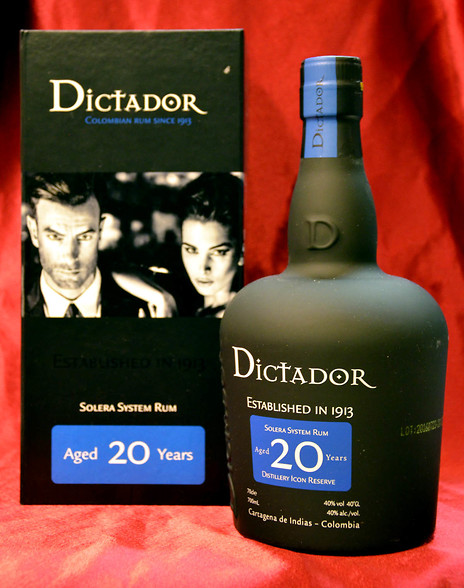 DICTADOR
COLOMBIAN RUM SINCE 1913
ESTABLISHED IN 1913
SOLERA SYSTEM RUM
Aged 20 Years
DICTADOR
D
DICTADOR
ESTABLISHED IN 1913
SOLERA SYSTEM RUM
Aged 20 Years
DISTILLERY ICON RESERVE
70cl℮ 40%vol 40°GL
700mL 40% alc./vol.
Cartagena de Indias - Colombia